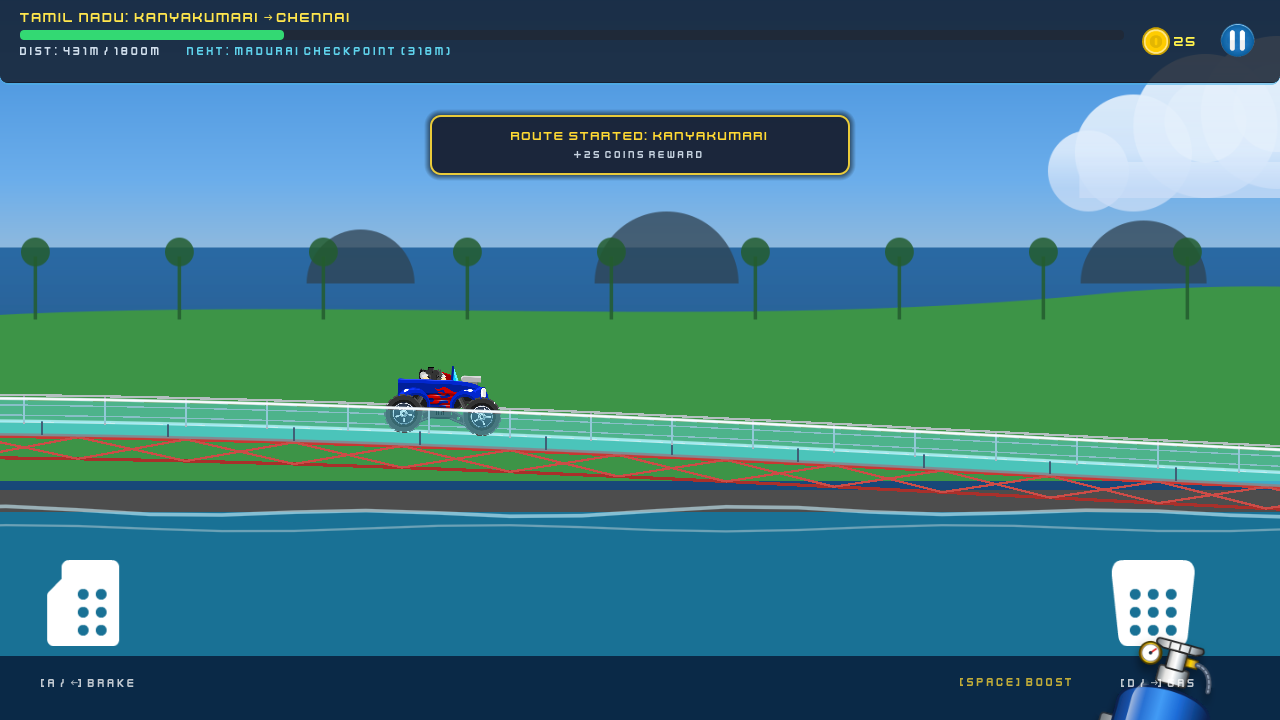 TAMIL NADU: KANYAKUMARI → CHENNAI
DIST: 431M / 1800M
NEXT: MADURAI CHECKPOINT (318M)
25
ROUTE STARTED: KANYAKUMARI
+25 COINS REWARD
[A / ←] BRAKE
[SPACE] BOOST
[D / →] GAS